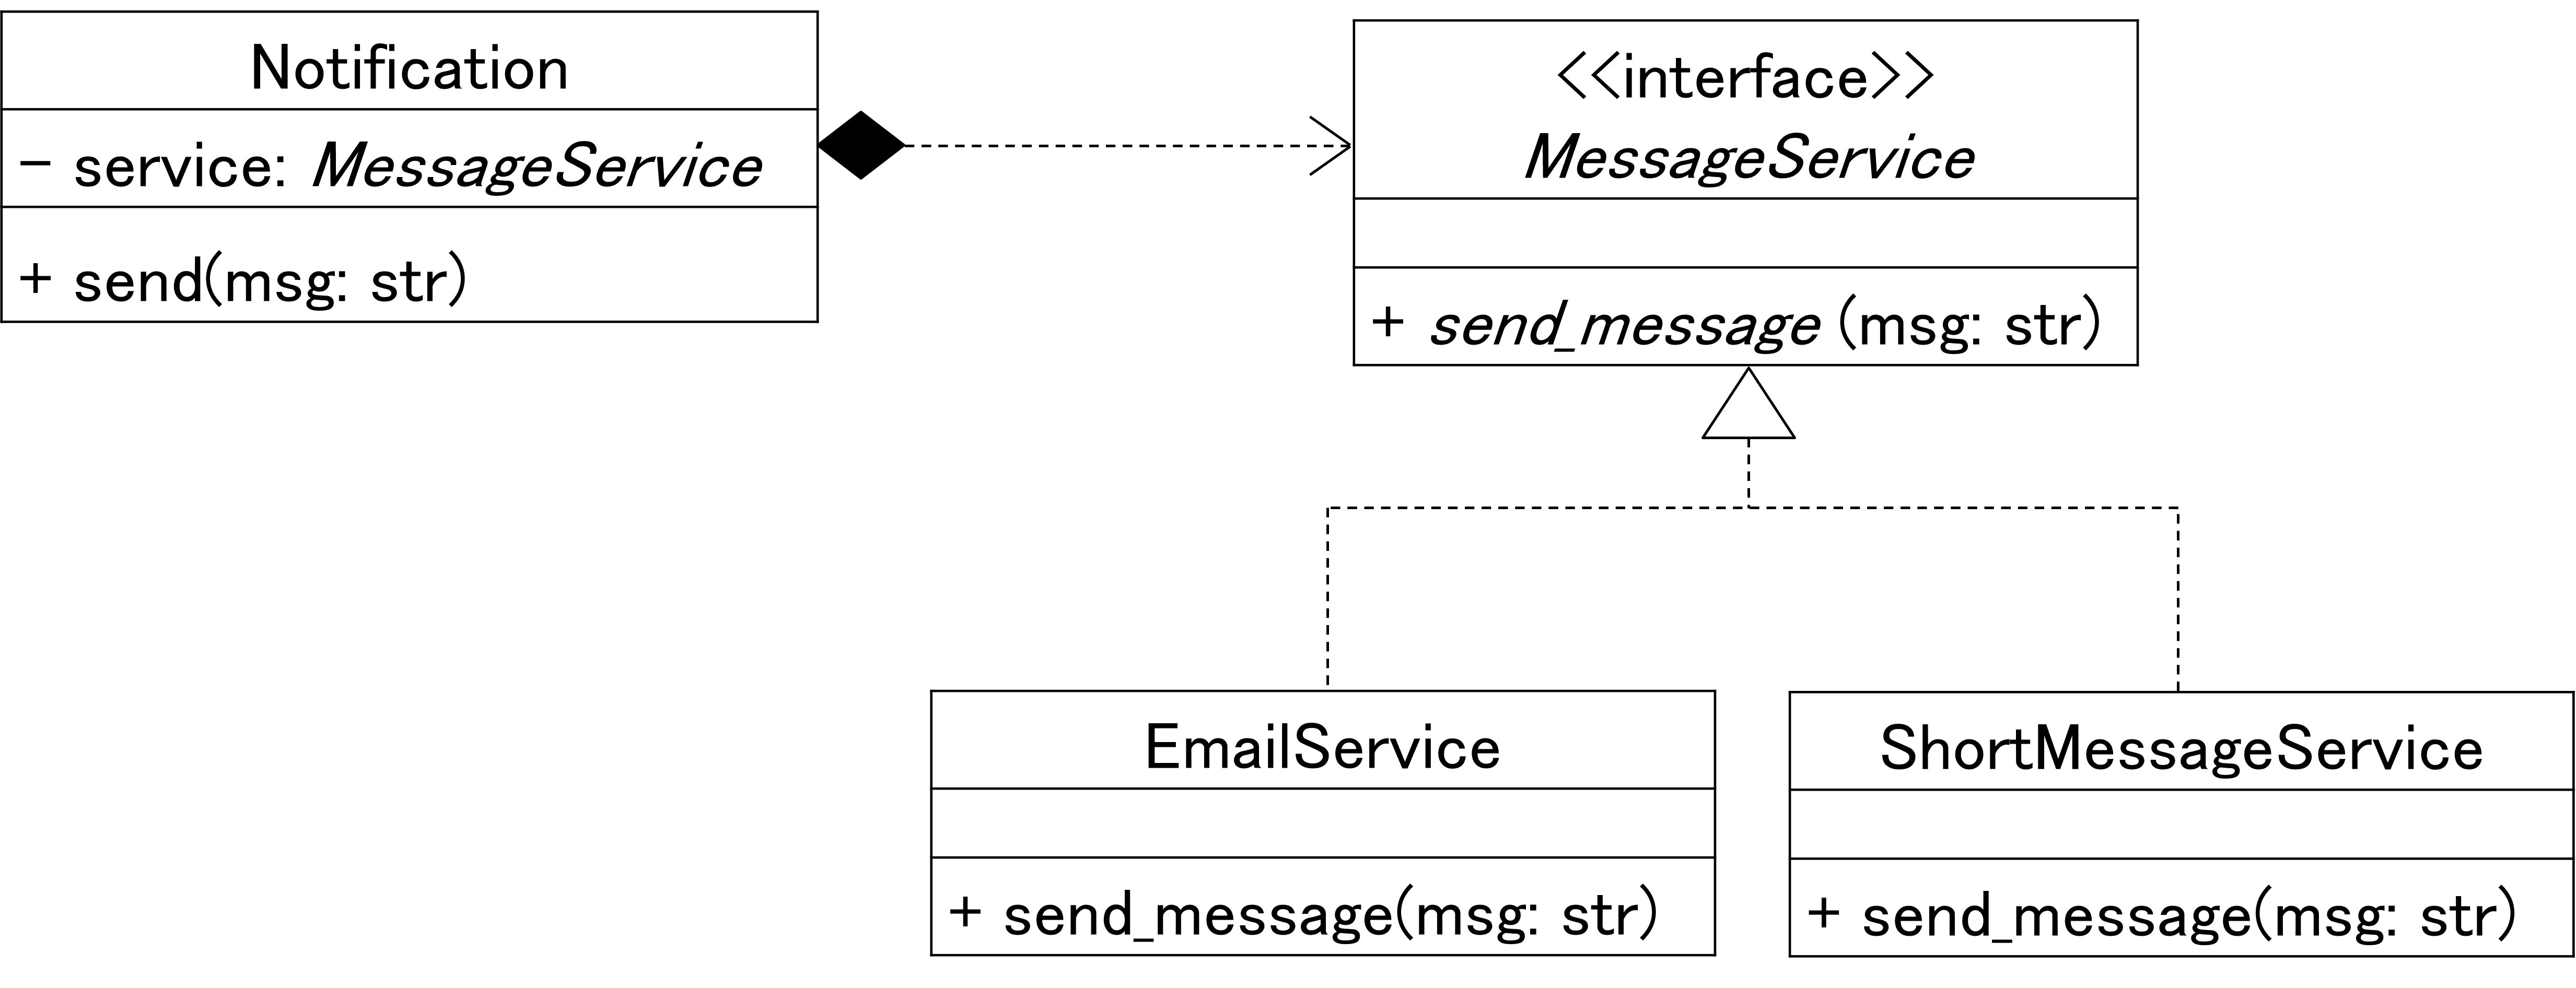 Notification
− service: MessageService
+ send(msg: str)
<<interface>>
MessageService
+ send_message (msg: str)
EmailService
+ send_message(msg: str)
ShortMessageService
+ send_message(msg: str)